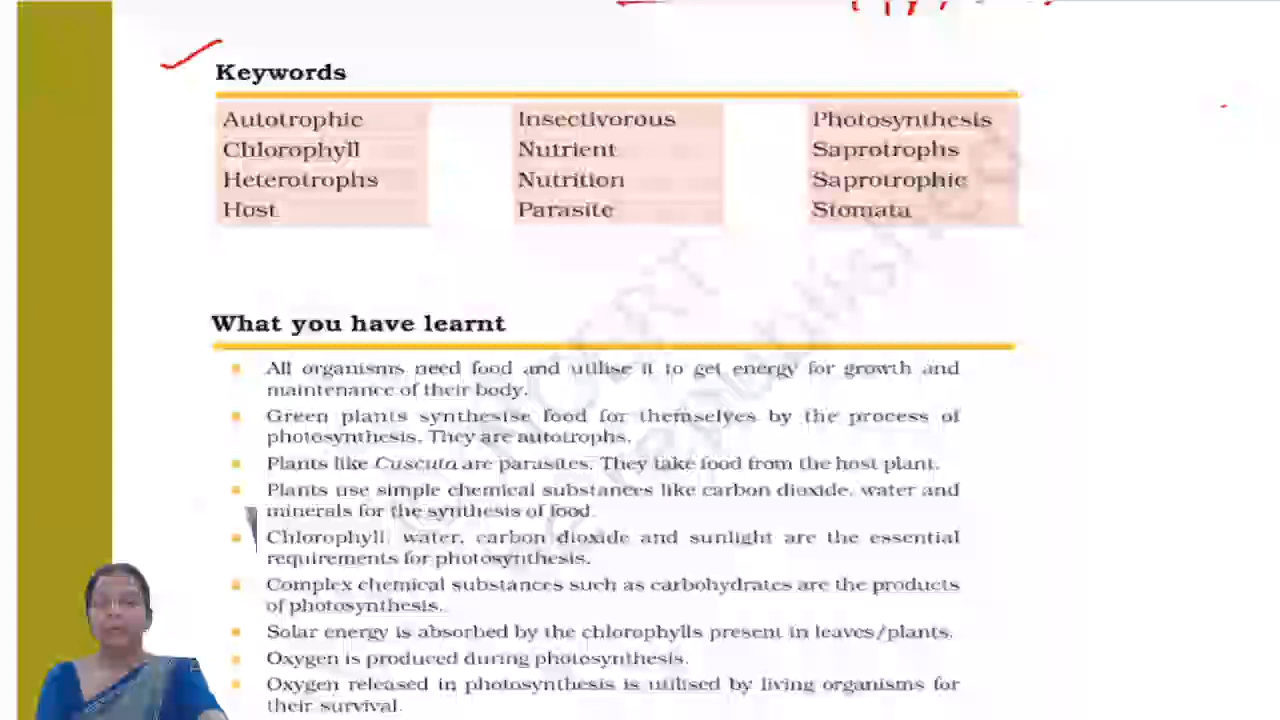 Keywords
Autotrophic Insectivorous Photosynthesis
Chlorophyll Nutrient Saprotrophs
Heterotrophs Nutrition Saprotrophic
Host Parasite Stomata
What you have learnt
All organisms need food and utilise it to get energy for growth and
maintenance of their body.
Green plants synthesise food for themselves by the process of
photosynthesis. They are autotrophs.
Plants like Cuscuta are parasites. They take food from the host plant.
Plants use simple chemical substances like carbon dioxide, water and
minerals for the synthesis of food.
Chlorophyll, water, carbon dioxide and sunlight are the essential
requirements for photosynthesis.
Complex chemical substances such as carbohydrates are the products
of photosynthesis.
Solar energy is absorbed by the chlorophylls present in leaves/plants.
Oxygen is produced during photosynthesis.
Oxygen released in photosynthesis is utilised by living organisms for
their survival.